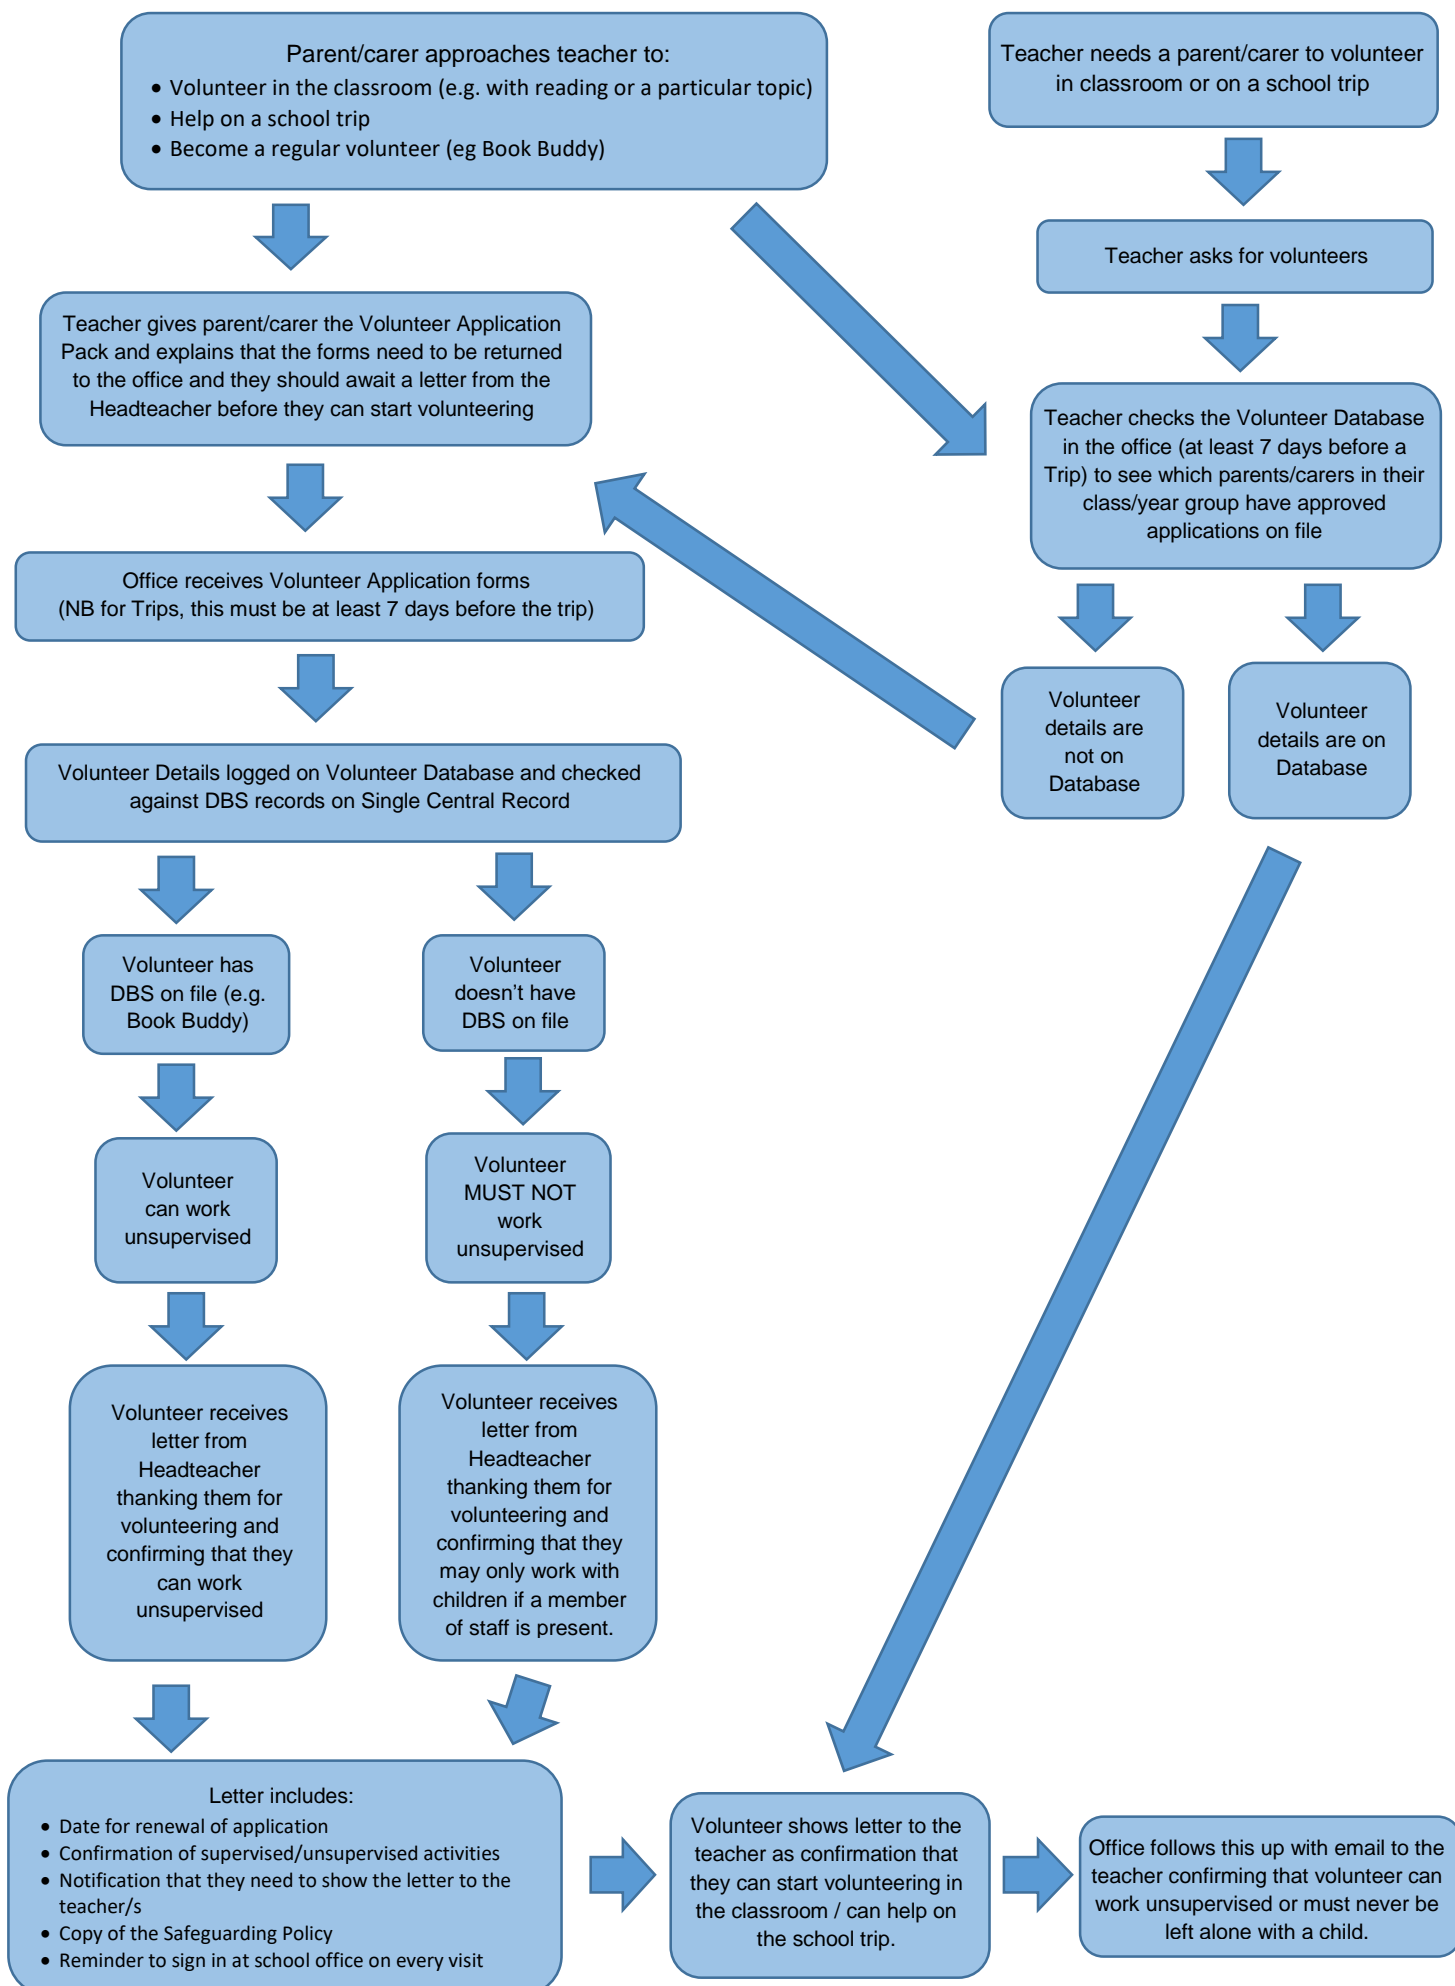 Parent/carer approaches teacher to:
• Volunteer in the classroom (e.g. with reading or a particular topic)
• Help on a school trip
• Become a regular volunteer (eg Book Buddy)
Teacher needs a parent/carer to volunteer
in classroom or on a school trip
Teacher asks for volunteers
Teacher gives parent/carer the Volunteer Application
Pack and explains that the forms need to be returned
to the office and they should await a letter from the
Headteacher before they can start volunteering
Teacher checks the Volunteer Database
in the office (at least 7 days before a
Trip) to see which parents/carers in their
class/year group have approved
applications on file
Office receives Volunteer Application forms
(NB for Trips, this must be at least 7 days before the trip)
Volunteer
details are
not on
Database
Volunteer
details are on
Database
Volunteer Details logged on Volunteer Database and checked
against DBS records on Single Central Record
Volunteer has
DBS on file (e.g.
Book Buddy)
Volunteer
doesn't have
DBS on file
Volunteer
can work
unsupervised
Volunteer
MUST NOT
work
unsupervised
Volunteer receives
letter from
Headteacher
thanking them for
volunteering and
confirming that they
can work
unsupervised
Volunteer receives
letter from
Headteacher
thanking them for
volunteering and
confirming that they
may only work with
children if a member
of staff is present.
Letter includes:
• Date for renewal of application
• Confirmation of supervised/unsupervised activities
• Notification that they need to show the letter to the
teacher/s
• Copy of the Safeguarding Policy
• Reminder to sign in at school office on every visit
Volunteer shows letter to the
teacher as confirmation that
they can start volunteering in
the classroom / can help on
the school trip.
Office follows this up with email to the
teacher confirming that volunteer can
work unsupervised or must never be
left alone with a child.